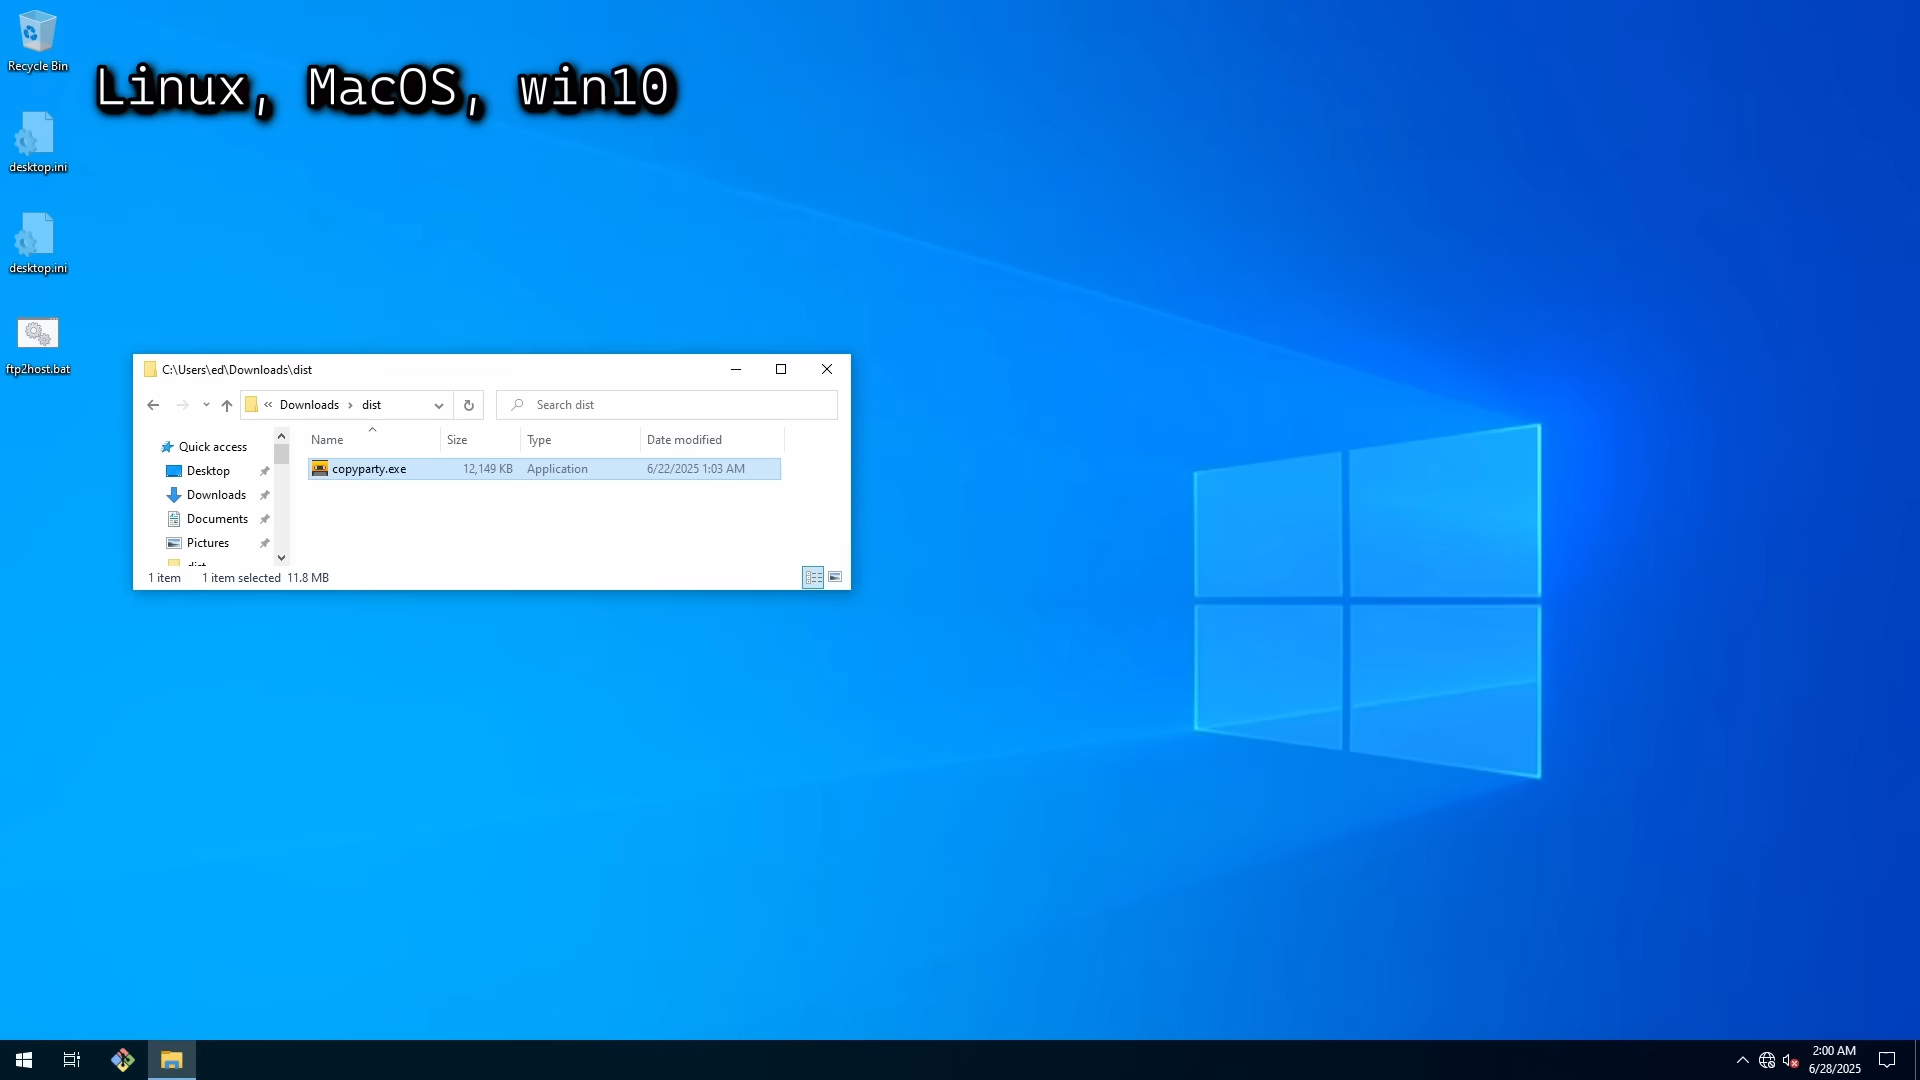 Recycle Bin
Linux, MacOS, win10
desktop.ini
desktop.ini
ftp2host.bat
C:\Users\ed\Downloads\dist
« Downloads › dist
Search dist
Name Size Type Date modified
copyparty.exe 12,149 KB Application 6/22/2025 1:03 AM
Quick access
Desktop
Downloads
Documents
Pictures
dist
1 item 1 item selected 11.8 MB
2:00 AM
6/28/2025